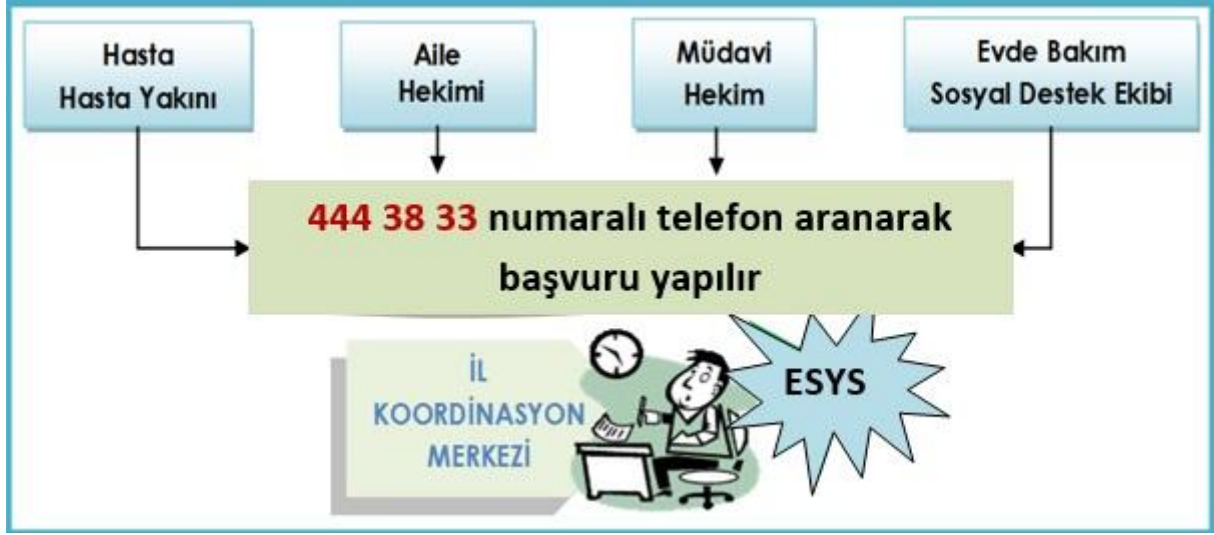 Hasta
Hasta Yakını
Aile
Hekimi
Müdavi
Hekim
Evde Bakım
Sosyal Destek Ekibi
444 38 33 numaralı telefon aranarak
başvuru yapılır
İL
KOORDİNASYON
MERKEZİ
ESYS